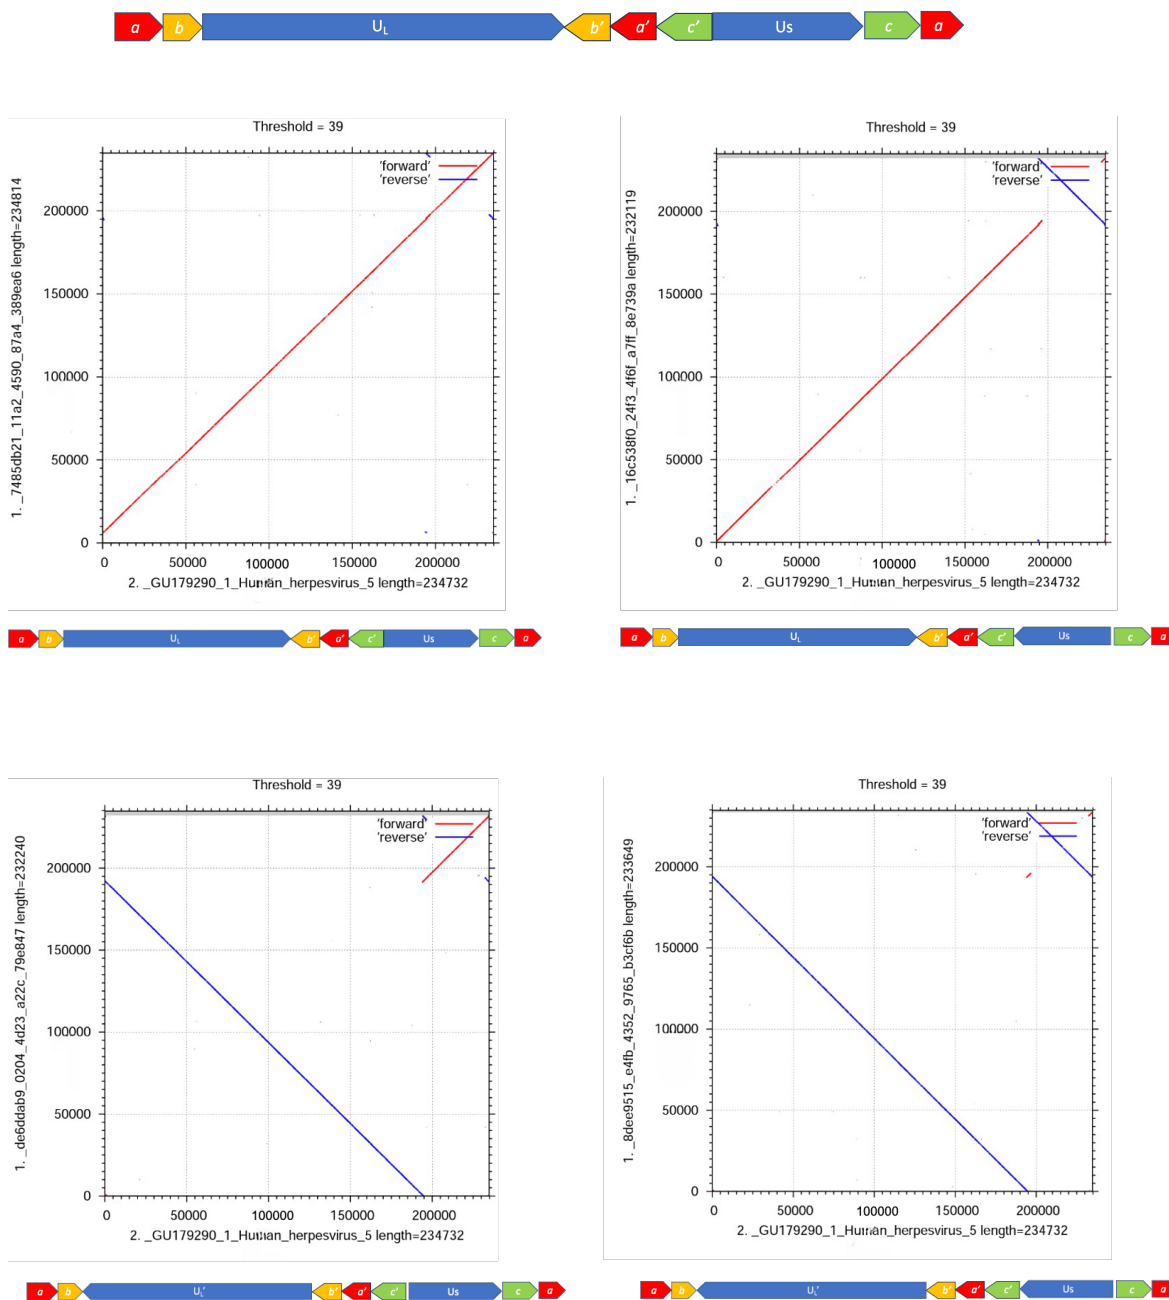 a b UL b' a' c' Us c a
Threshold = 39
'forward'
'reverse'
1. _7485db21_11a2_4590_87a4_389ea6 length=234814
200000
150000
100000
50000
0
0 50000 100000 150000 200000
2. _GU179290_1_Human_herpesvirus_5 length=234732
a b UL b' a' c' Us c a
Threshold = 39
'forward'
'reverse'
1. _16c538f0_24f3_4f6f_a7ff_8e739a length=232119
200000
150000
100000
50000
0
0 50000 100000 150000 200000
2. _GU179290_1_Human_herpesvirus_5 length=234732
a b UL b' a' c' Us c a
Threshold = 39
'forward'
'reverse'
1. _de6ddab9_0204_4d23_a22c_79e847 length=232240
200000
150000
100000
50000
0
0 50000 100000 150000 200000
2. _GU179290_1_Human_herpesvirus_5 length=234732
a b UL' b' a' c' Us c a
Threshold = 39
'forward'
'reverse'
1. _8dee9515_e4fb_4352_9765_b3cf6b length=233649
200000
150000
100000
50000
0
0 50000 100000 150000 200000
2. _GU179290_1_Human_herpesvirus_5 length=234732
a b UL' b' a' c' Us c a